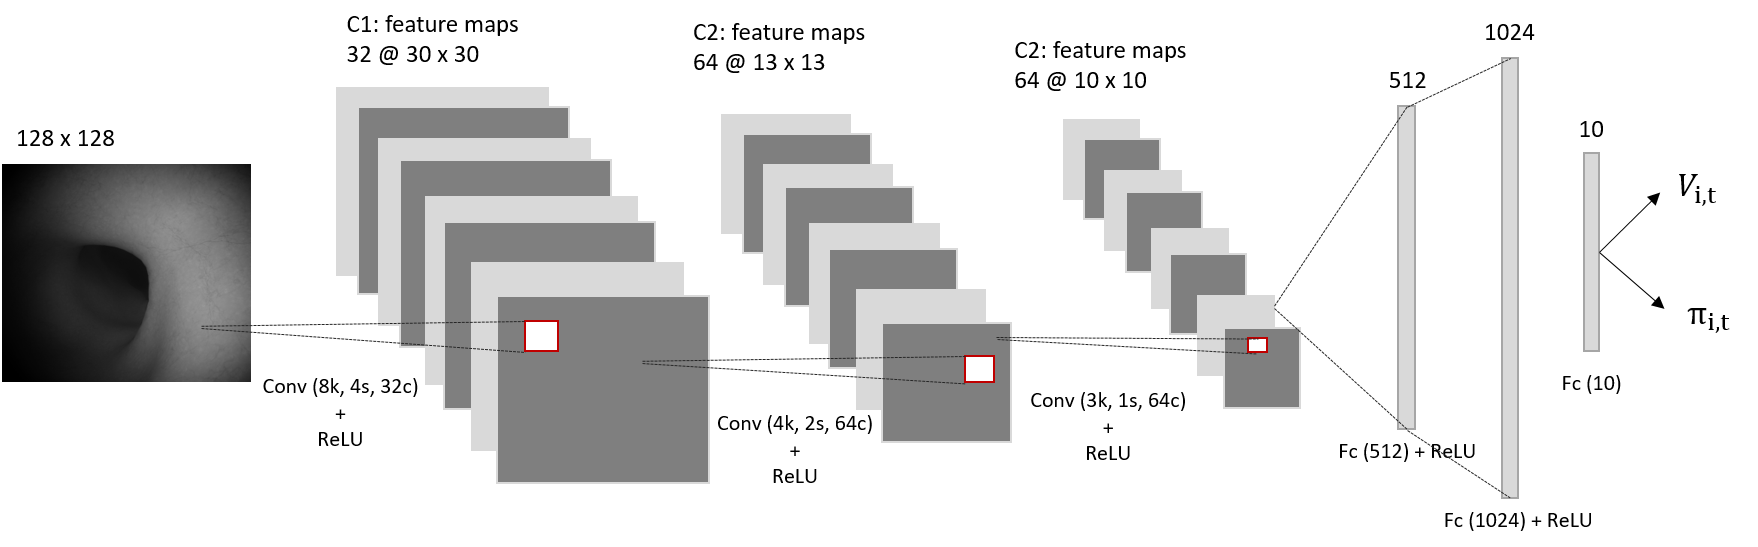 128 x 128
C1: feature maps
32 @ 30 x 30
Conv (8k, 4s, 32c)
+
ReLU
C2: feature maps
64 @ 13 x 13
Conv (4k, 2s, 64c)
+
ReLU
C2: feature maps
64 @ 10 x 10
Conv (3k, 1s, 64c)
+
ReLU
512
Fc (512) + ReLU
1024
Fc (1024) + ReLU
10
Fc (10)
V_{i,t}
π_{i,t}